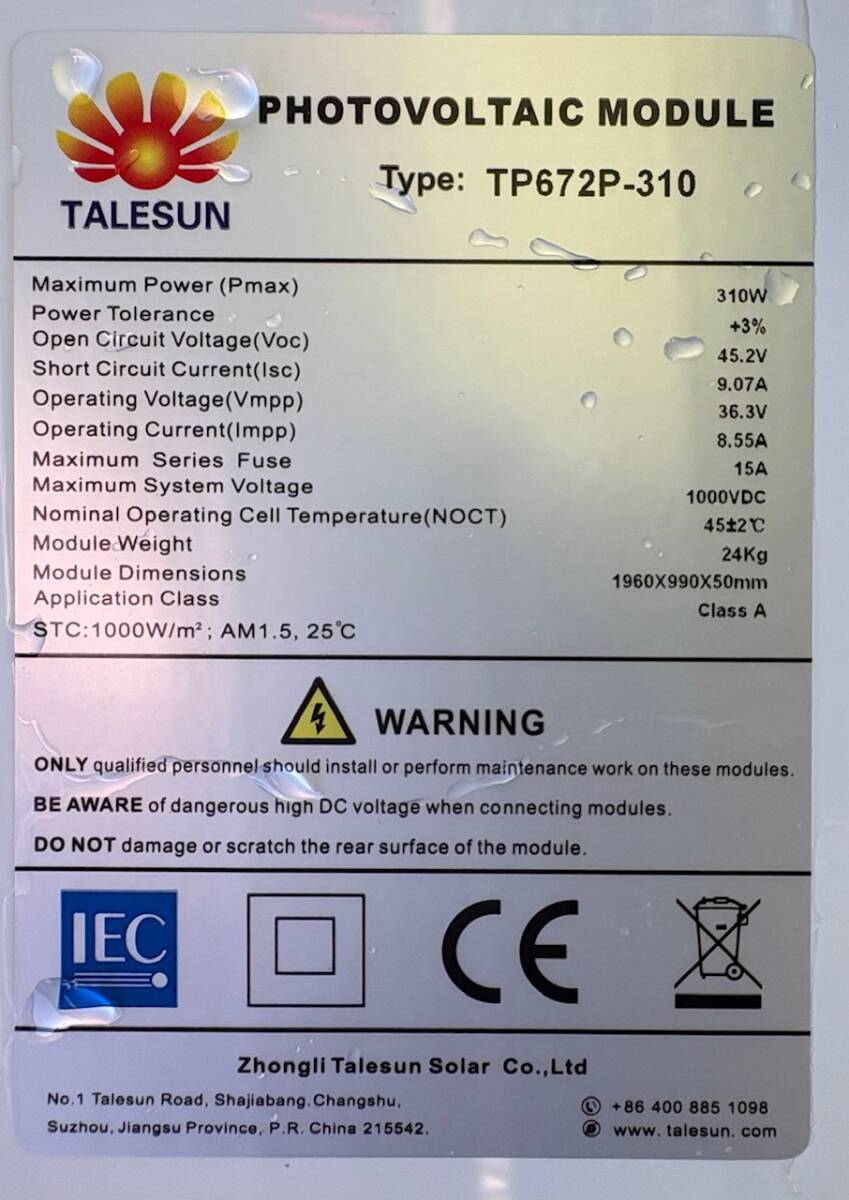 TALESUN
PHOTOVOLTAIC MODULE
Type: TP672P-310
Maximum Power (Pmax) 310W
Power Tolerance +3%
Open Circuit Voltage(Voc) 45.2V
Short Circuit Current(Isc) 9.07A
Operating Voltage(Vmpp) 36.3V
Operating Current(Impp) 8.55A
Maximum Series Fuse 15A
Maximum System Voltage 1000VDC
Nominal Operating Cell Temperature(NOCT) 45±2℃
Module Weight 24Kg
Module Dimensions 1960X990X50mm
Application Class Class A
STC:1000W/m²; AM1.5, 25℃
WARNING
ONLY qualified personnel should install or perform maintenance work on these modules.
BE AWARE of dangerous high DC voltage when connecting modules.
DO NOT damage or scratch the rear surface of the module.
IEC
CE
Zhongli Talesun Solar Co.,Ltd
No.1 Talesun Road, Shajiabang.Changshu,
Suzhou, Jiangsu Province, P.R. China 215542.
+86 400 885 1098
www. talesun. com